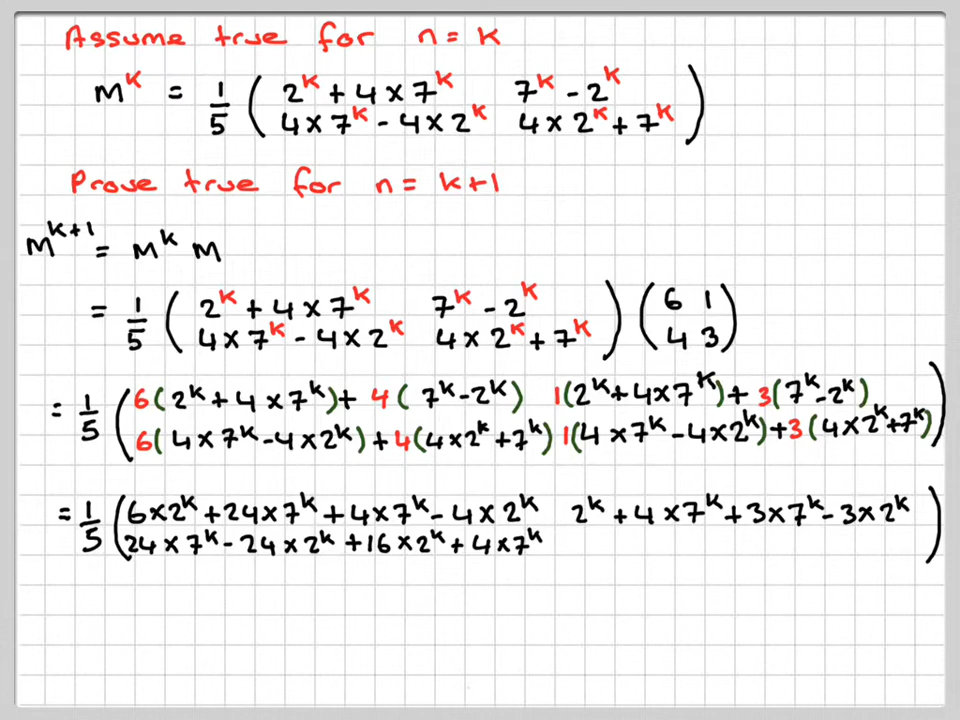 Assume true for n = k
M^k = 1/5 ( 2^k + 4 × 7^k   7^k - 2^k
4 × 7^k - 4 × 2^k   4 × 2^k + 7^k )
Prove true for n = k+1
M^k+1 = M^k M
= 1/5 ( 2^k + 4 × 7^k   7^k - 2^k ) ( 6 1
4 × 7^k - 4 × 2^k   4 × 2^k + 7^k   4 3 )
= 1/5 ( 6(2^k + 4 × 7^k) + 4(7^k - 2^k)   1(2^k + 4 × 7^k) + 3(7^k - 2^k)
6(4 × 7^k - 4 × 2^k) + 4(4 × 2^k + 7^k)   1(4 × 7^k - 4 × 2^k) + 3(4 × 2^k + 7^k) )
= 1/5 ( 6 × 2^k + 24 × 7^k + 4 × 7^k - 4 × 2^k   2^k + 4 × 7^k + 3 × 7^k - 3 × 2^k
24 × 7^k - 24 × 2^k + 16 × 2^k + 4 × 7^k )